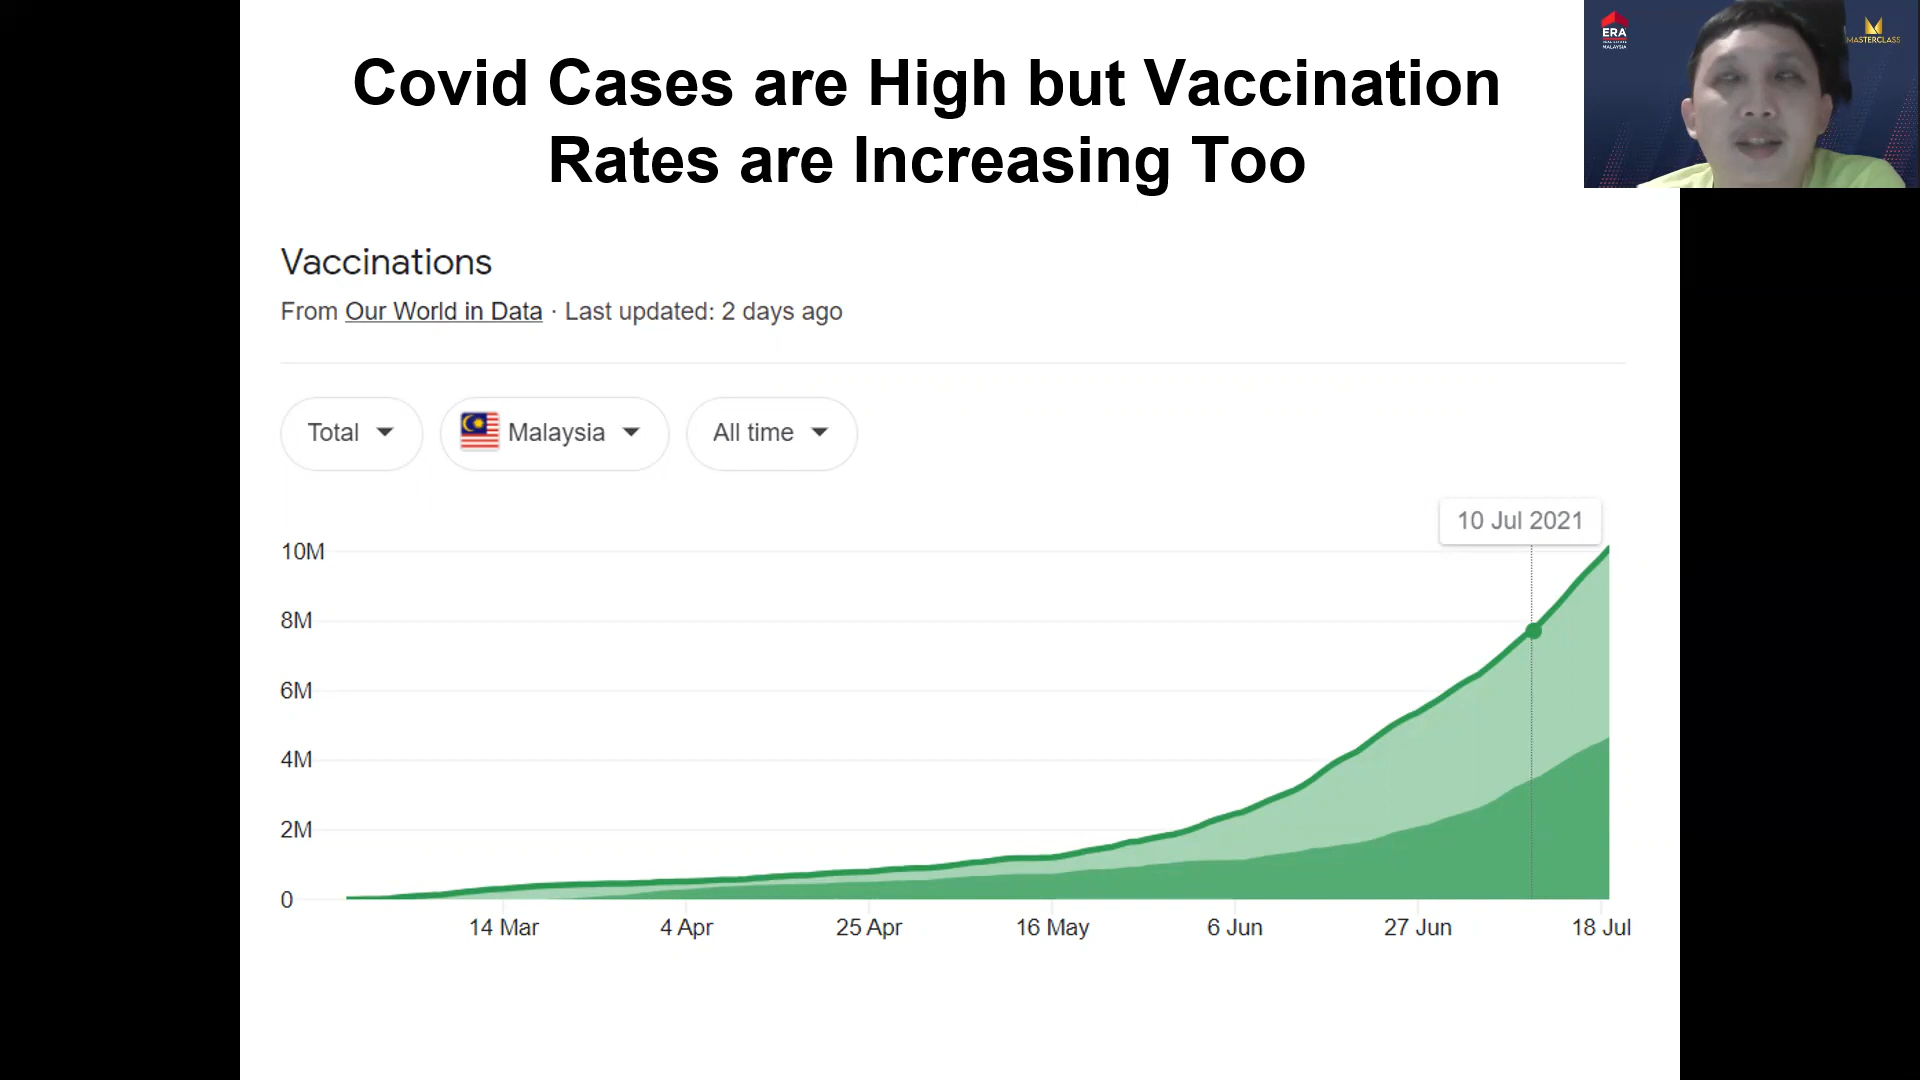 Covid Cases are High but Vaccination
Rates are Increasing Too
ERA
MALAYSIA
MASTERCLASS
Vaccinations
From Our World in Data · Last updated: 2 days ago
Total
Malaysia
All time
10 Jul 2021
10M
8M
6M
4M
2M
0
14 Mar
4 Apr
25 Apr
16 May
6 Jun
27 Jun
18 Jul